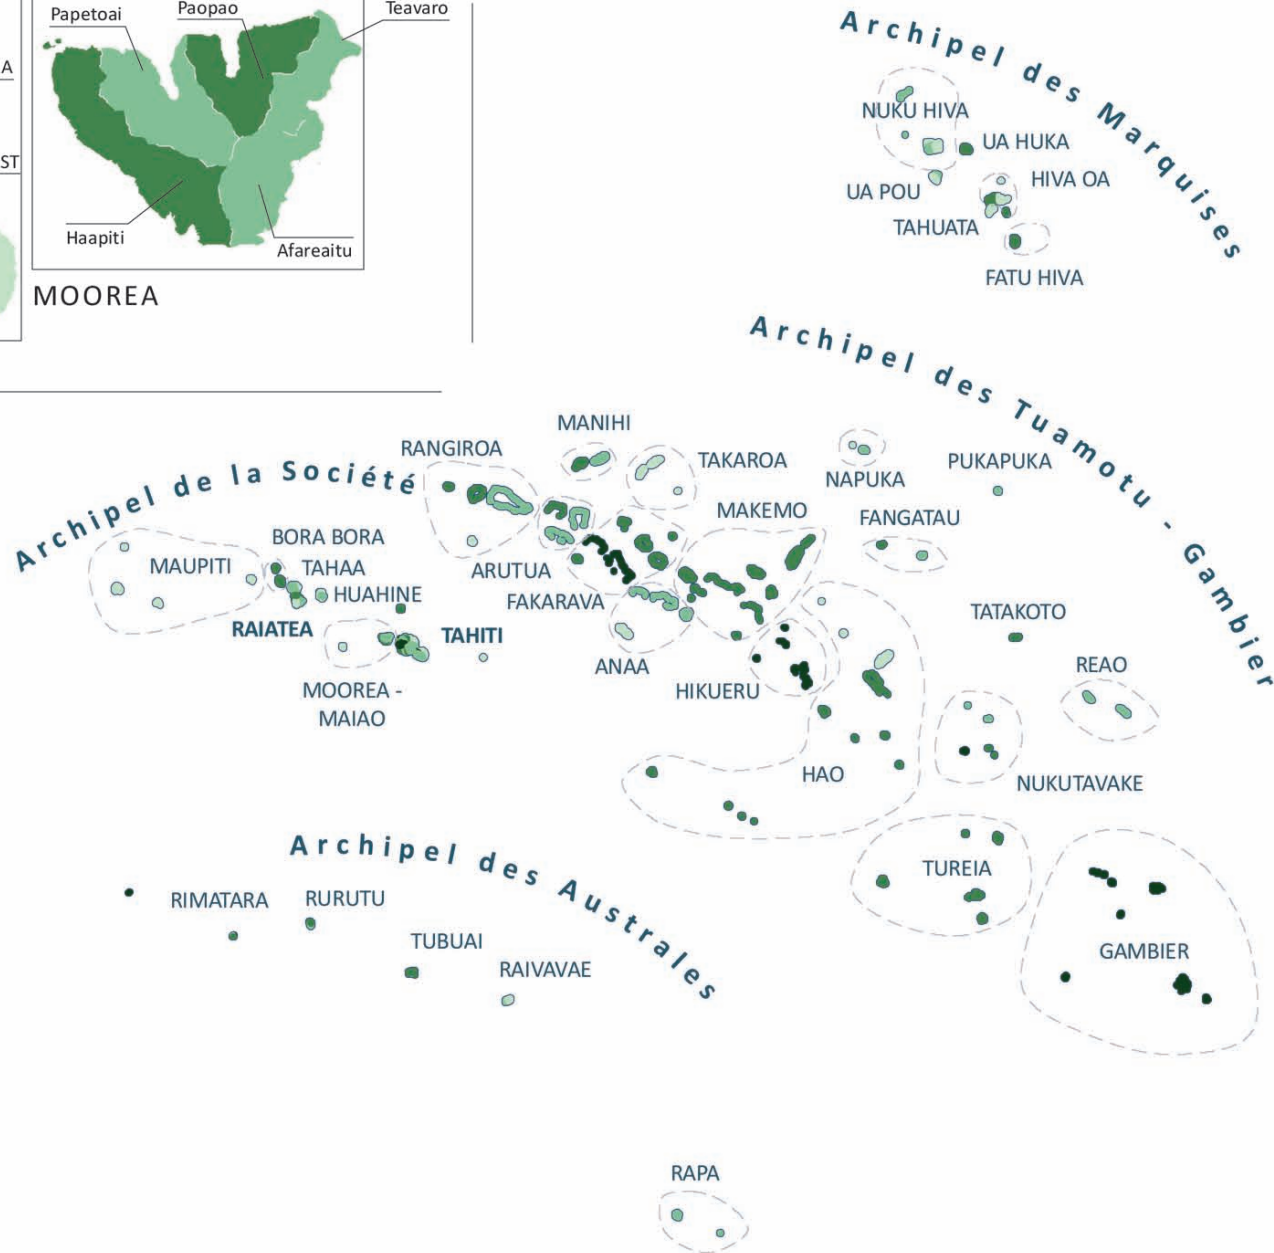 Papetoai
Paopao
Teavaro
A
ST
Haapiti
Afareaitu
MOOREA
Archipel des Marquises
NUKU HIVA
UA HUKA
HIVA OA
UA POU
TAHUATA
FATU HIVA
Archipel des Tuamotu - Gambier
MANIHI
RANGIROA
TAKAROA
NAPUKA
PUKAPUKA
Archipel de la Société
MAKEMO
FANGATAU
BORA BORA
MAUPITI
TAHAA
ARUTUA
HUAHINE
FAKARAVA
TATAKOTO
RAIATEA
TAHITI
ANAA
REAO
MOOREA -
MAIAO
HIKUERU
HAO
NUKUTAVAKE
Archipel des Australes
TUREIA
RIMATARA
RURUTU
TUBUAI
RAIVAVAE
GAMBIER
RAPA